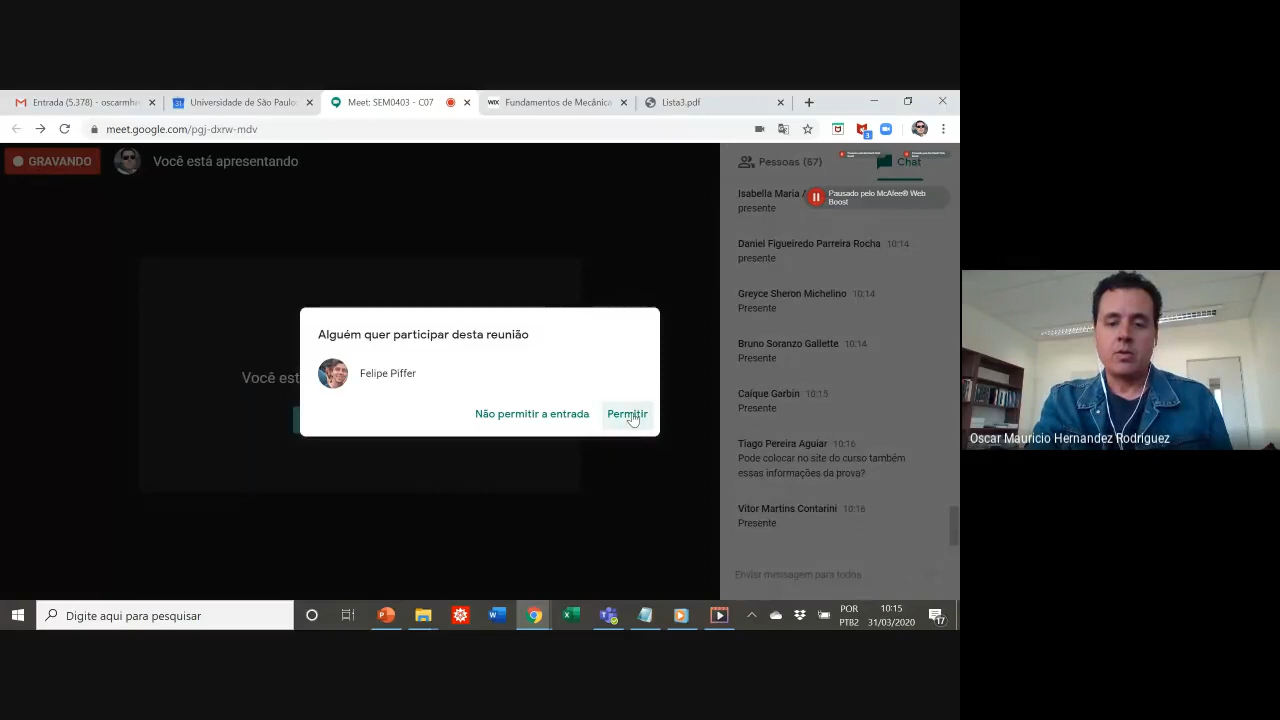 Entrada (5.378) - oscarmh
Universidade de São Paulo
Meet: SEM0403 - C07
WIX
Fundamentos de Mecânica
Lista3.pdf
meet.google.com/pgj-dxrw-mdv
3
GRAVANDO
Você está apresentando
Pessoas (67)
Chat
Pausado pelo McAfee® Web
Boost
Isabella Maria
presente
Daniel Figueiredo Parreira Rocha 10:14
presente
Greyce Sheron Michelino 10:14
Presente
Bruno Soranzo Gallette 10:14
Presente
Caíque Garbin 10:15
Presente
Tiago Pereira Aguiar 10:16
Pode colocar no site do curso também
essas informações da prova?
Vitor Martins Contarini 10:16
Presente
Enviar mensagem para todos
Você est
Alguém quer participar desta reunião
Felipe Piffer
Não permitir a entrada
Permitir
Oscar Mauricio Hernandez Rodriguez
Digite aqui para pesquisar
POR
PTB2
10:15
31/03/2020
17